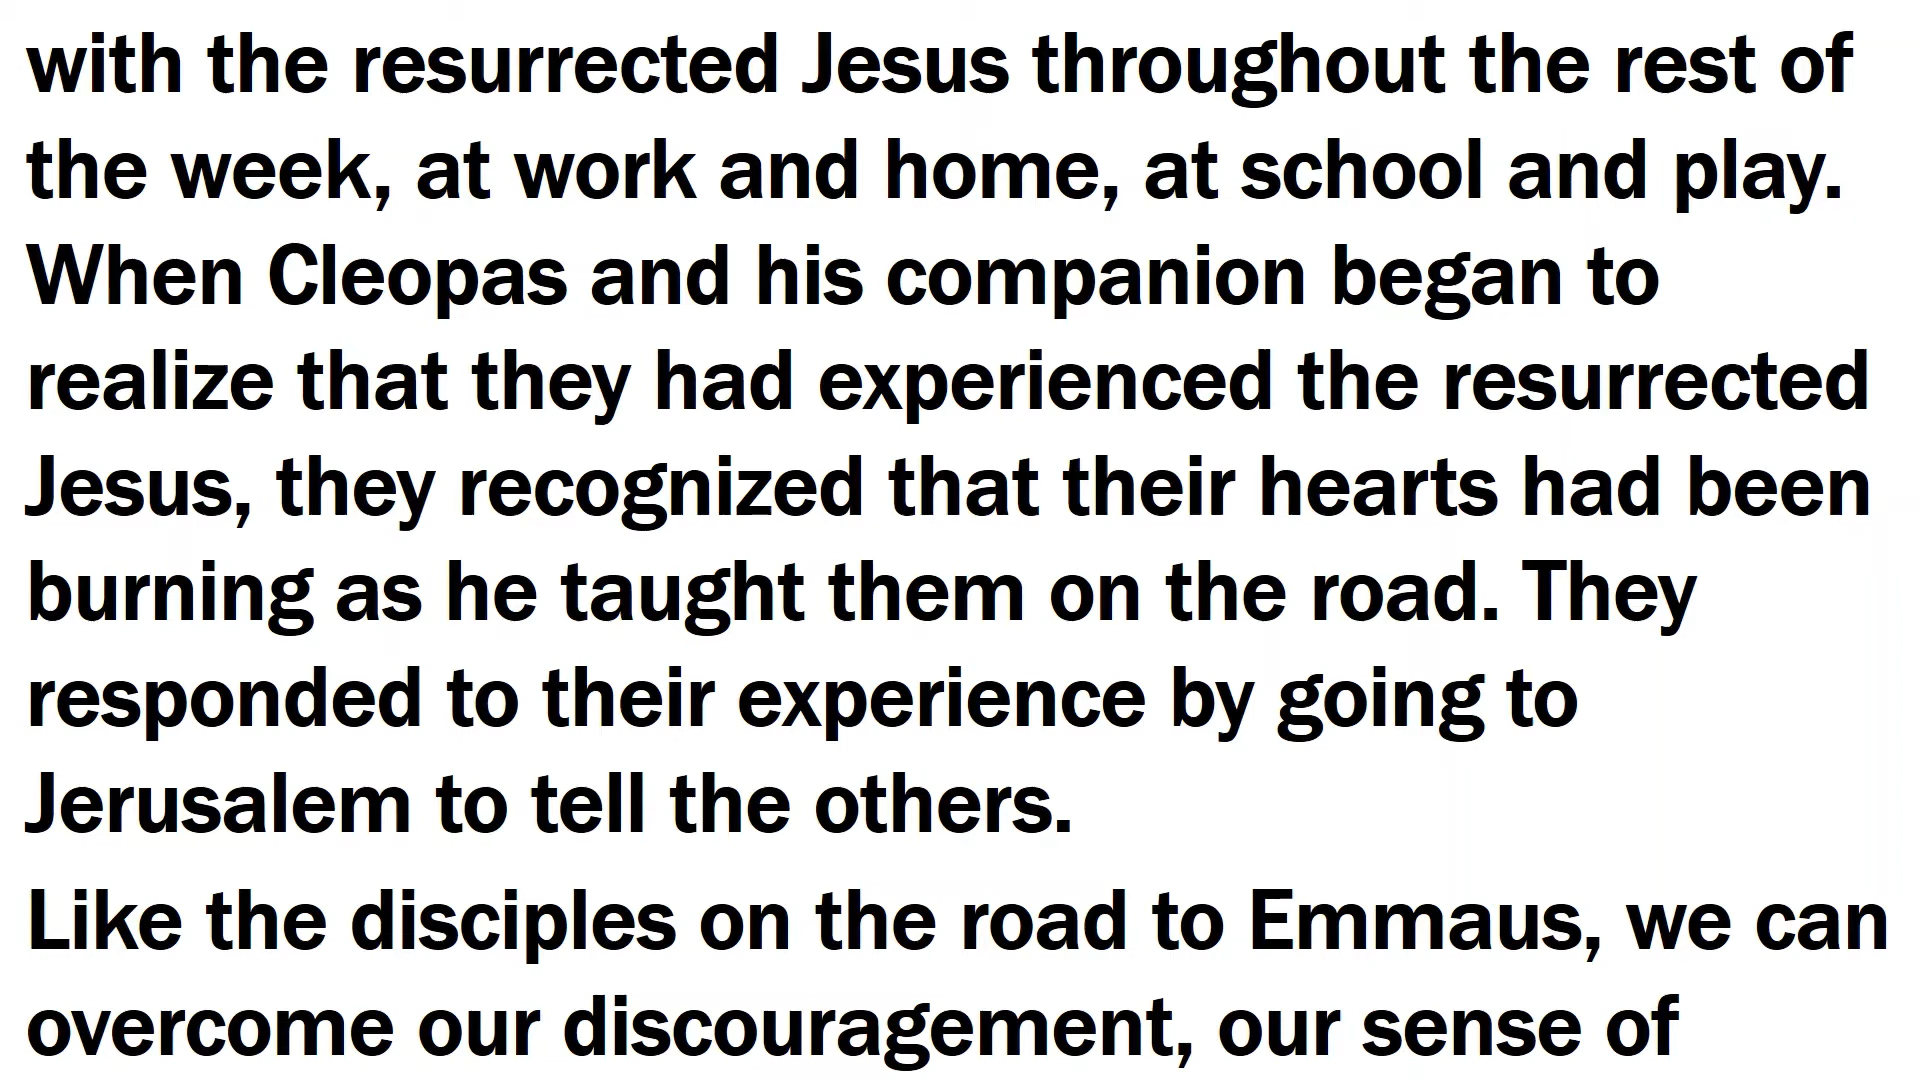 with the resurrected Jesus throughout the rest of
the week, at work and home, at school and play.
When Cleopas and his companion began to
realize that they had experienced the resurrected
Jesus, they recognized that their hearts had been
burning as he taught them on the road. They
responded to their experience by going to
Jerusalem to tell the others.
Like the disciples on the road to Emmaus, we can
overcome our discouragement, our sense of